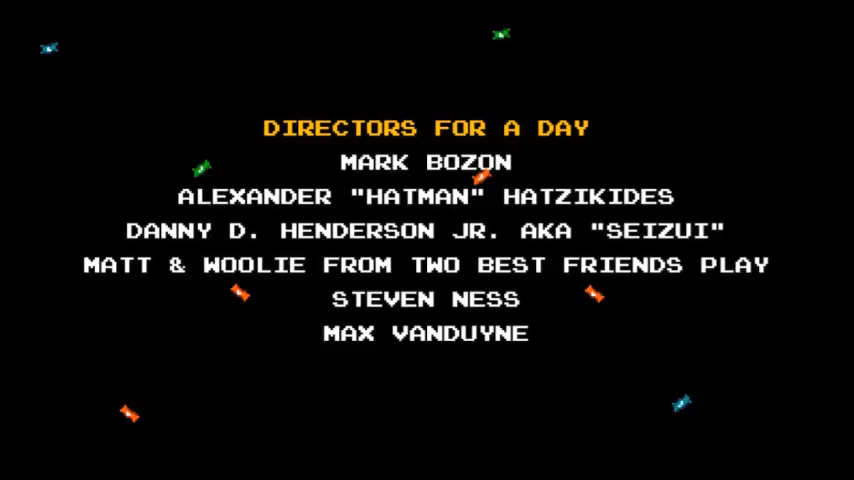 DIRECTORS FOR A DAY
MARK BOZON
ALEXANDER "HATMAN" HATZIKIDES
DANNY D. HENDERSON JR. AKA "SEIZUI"
MATT & WOOLIE FROM TWO BEST FRIENDS PLAY
STEVEN NESS
MAX VANDUYNE